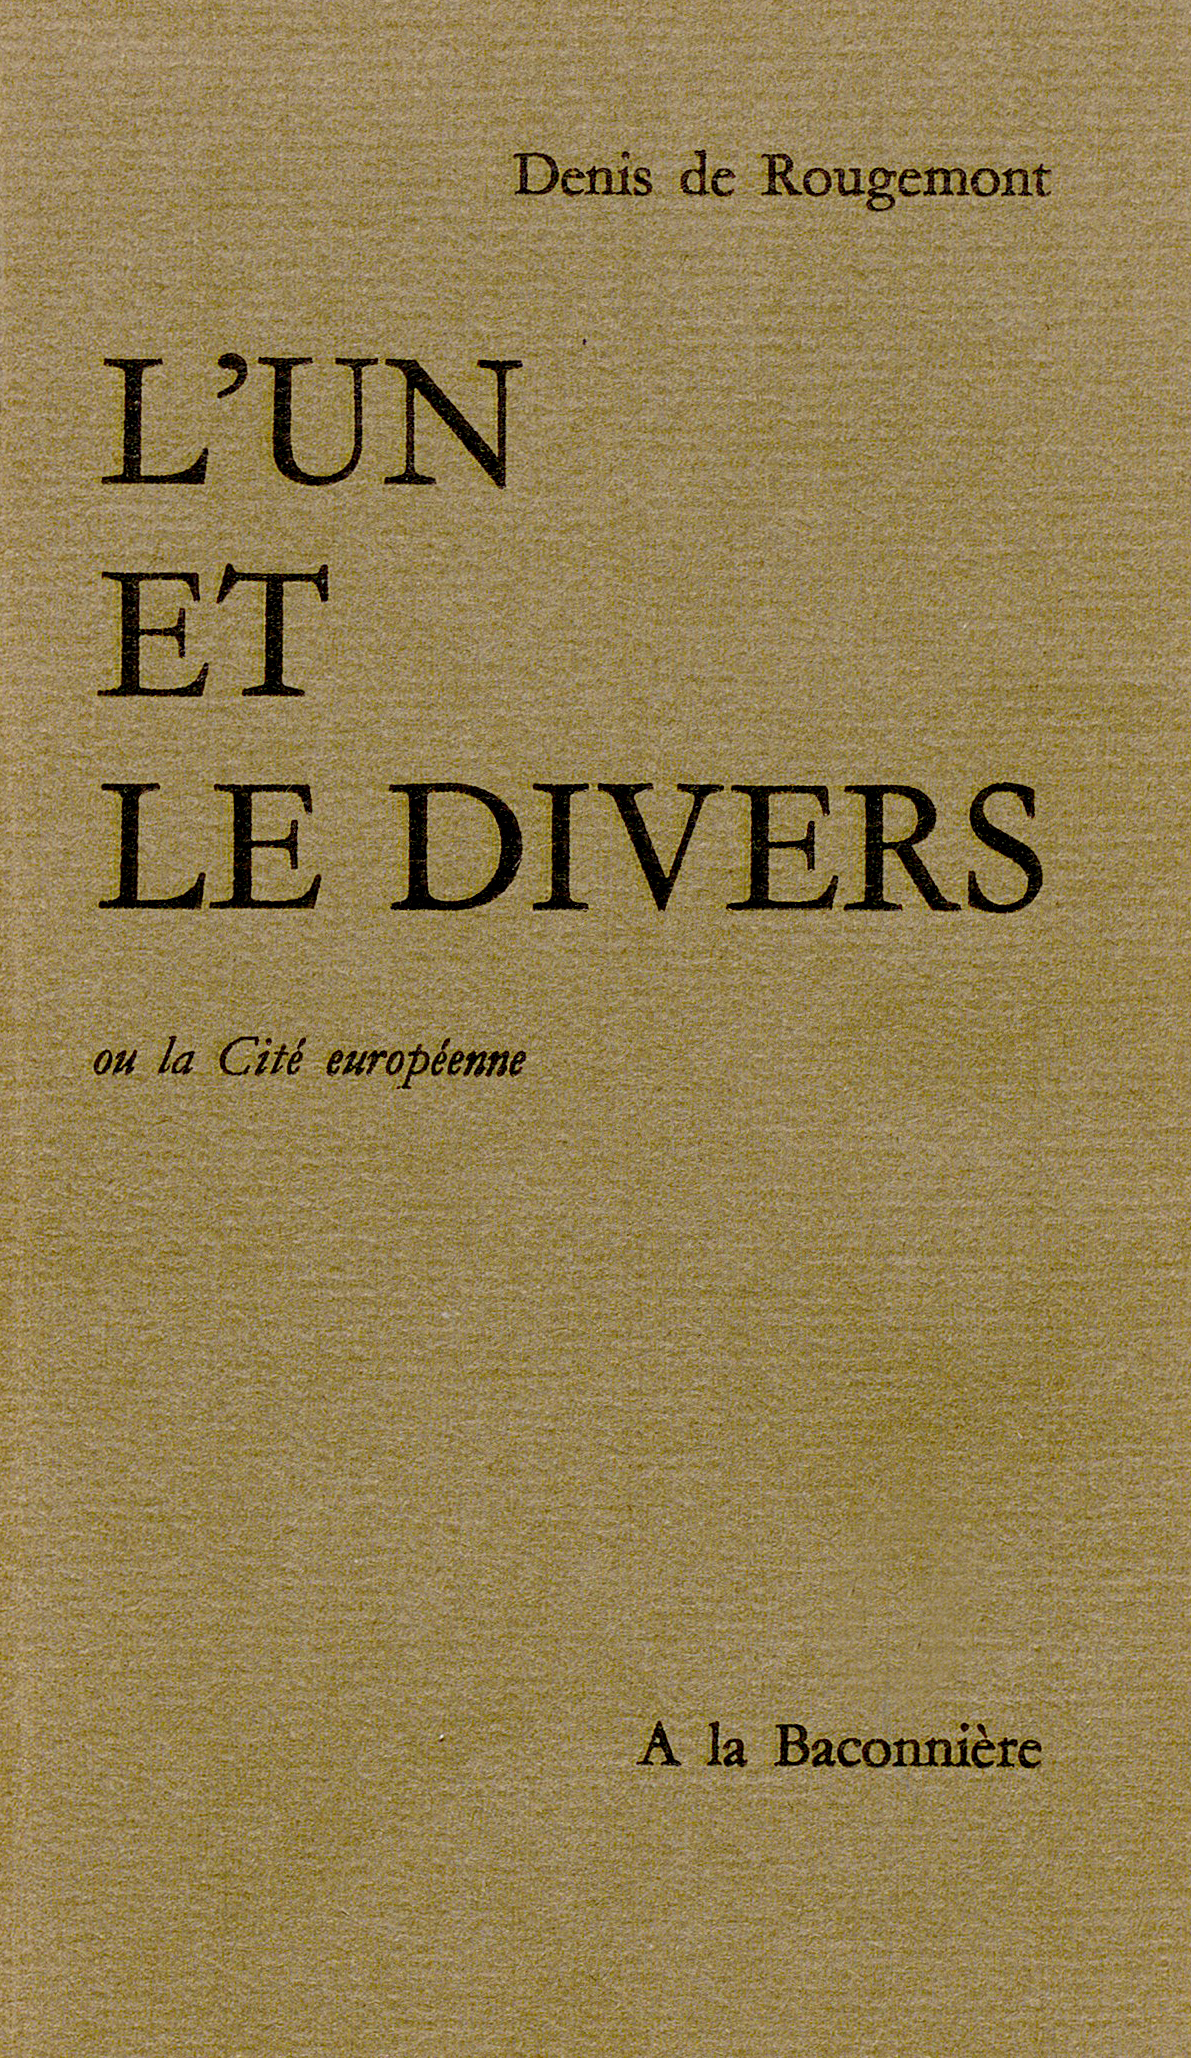 Denis de Rougemont
L'UN
ET
LE DIVERS
ou la Cité européenne
A la Baconnière